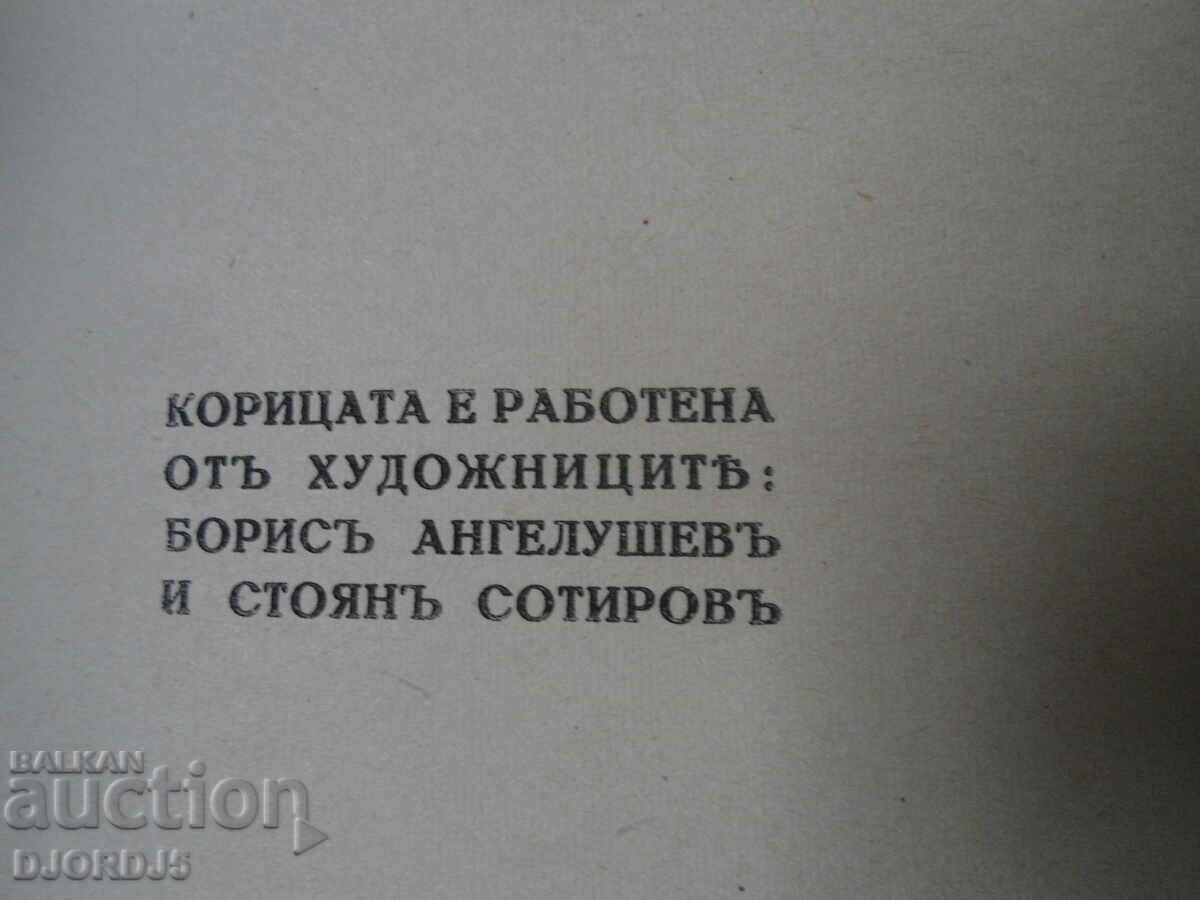 КОРИЦАТА Е РАБОТЕНА
ОТЪ ХУДОЖНИЦИТѢ:
БОРИСЪ АНГЕЛУШЕВЪ
И СТОЯНЪ СОТИРОВЪ
BALKAN
auction
DJORDJ5